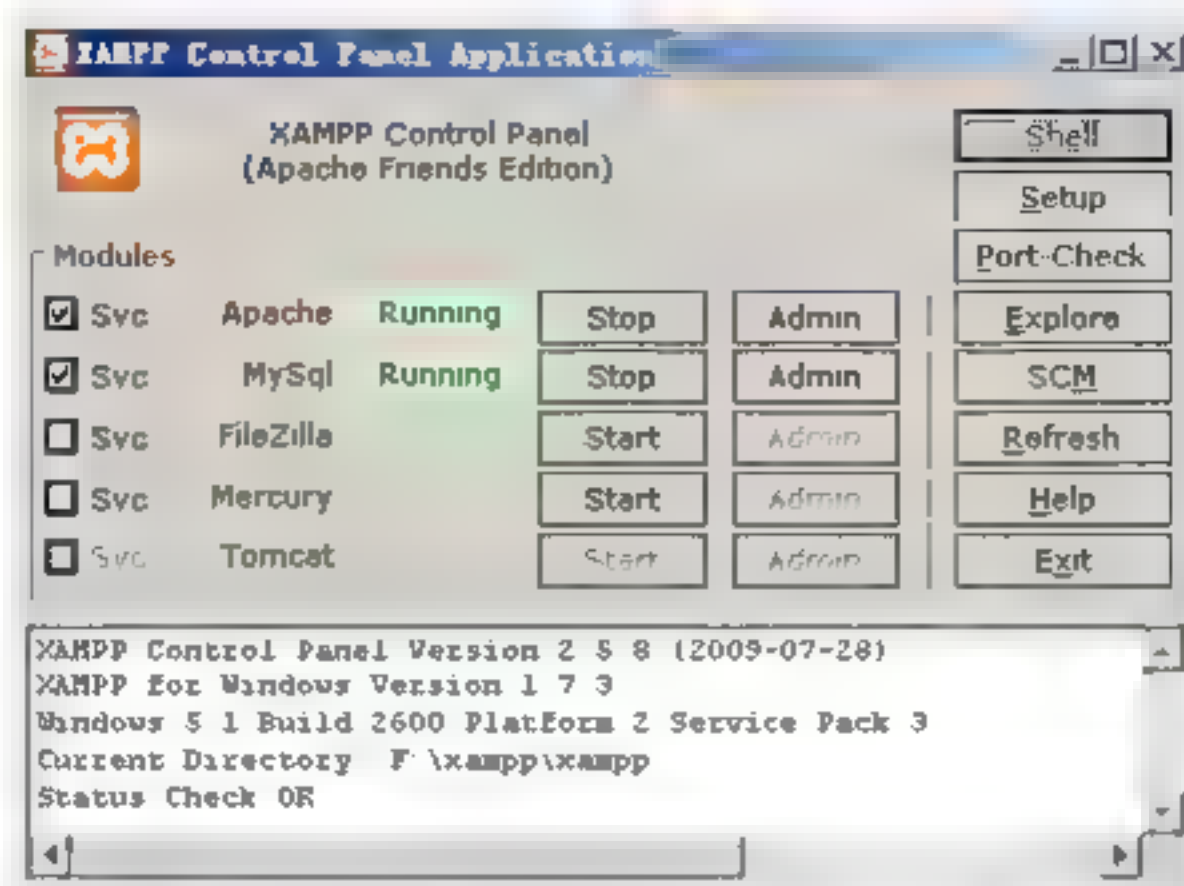 XAMPP Control Panel Application
XAMPP Control Panel
(Apache Friends Edition)
Shell
Setup
Port-Check
Modules
Svc Apache Running Stop Admin Explore
Svc MySql Running Stop Admin SCM
Svc FileZilla Start Admin Refresh
Svc Mercury Start Admin Help
Svc Tomcat Start Admin Exit
XAMPP Control Panel Version 2 5 8 (2009-07-28)
XAMPP for Windows Version 1 7 3
Windows 5 1 Build 2600 Platform 2 Service Pack 3
Current Directory F:\xampp\xampp
Status Check OK